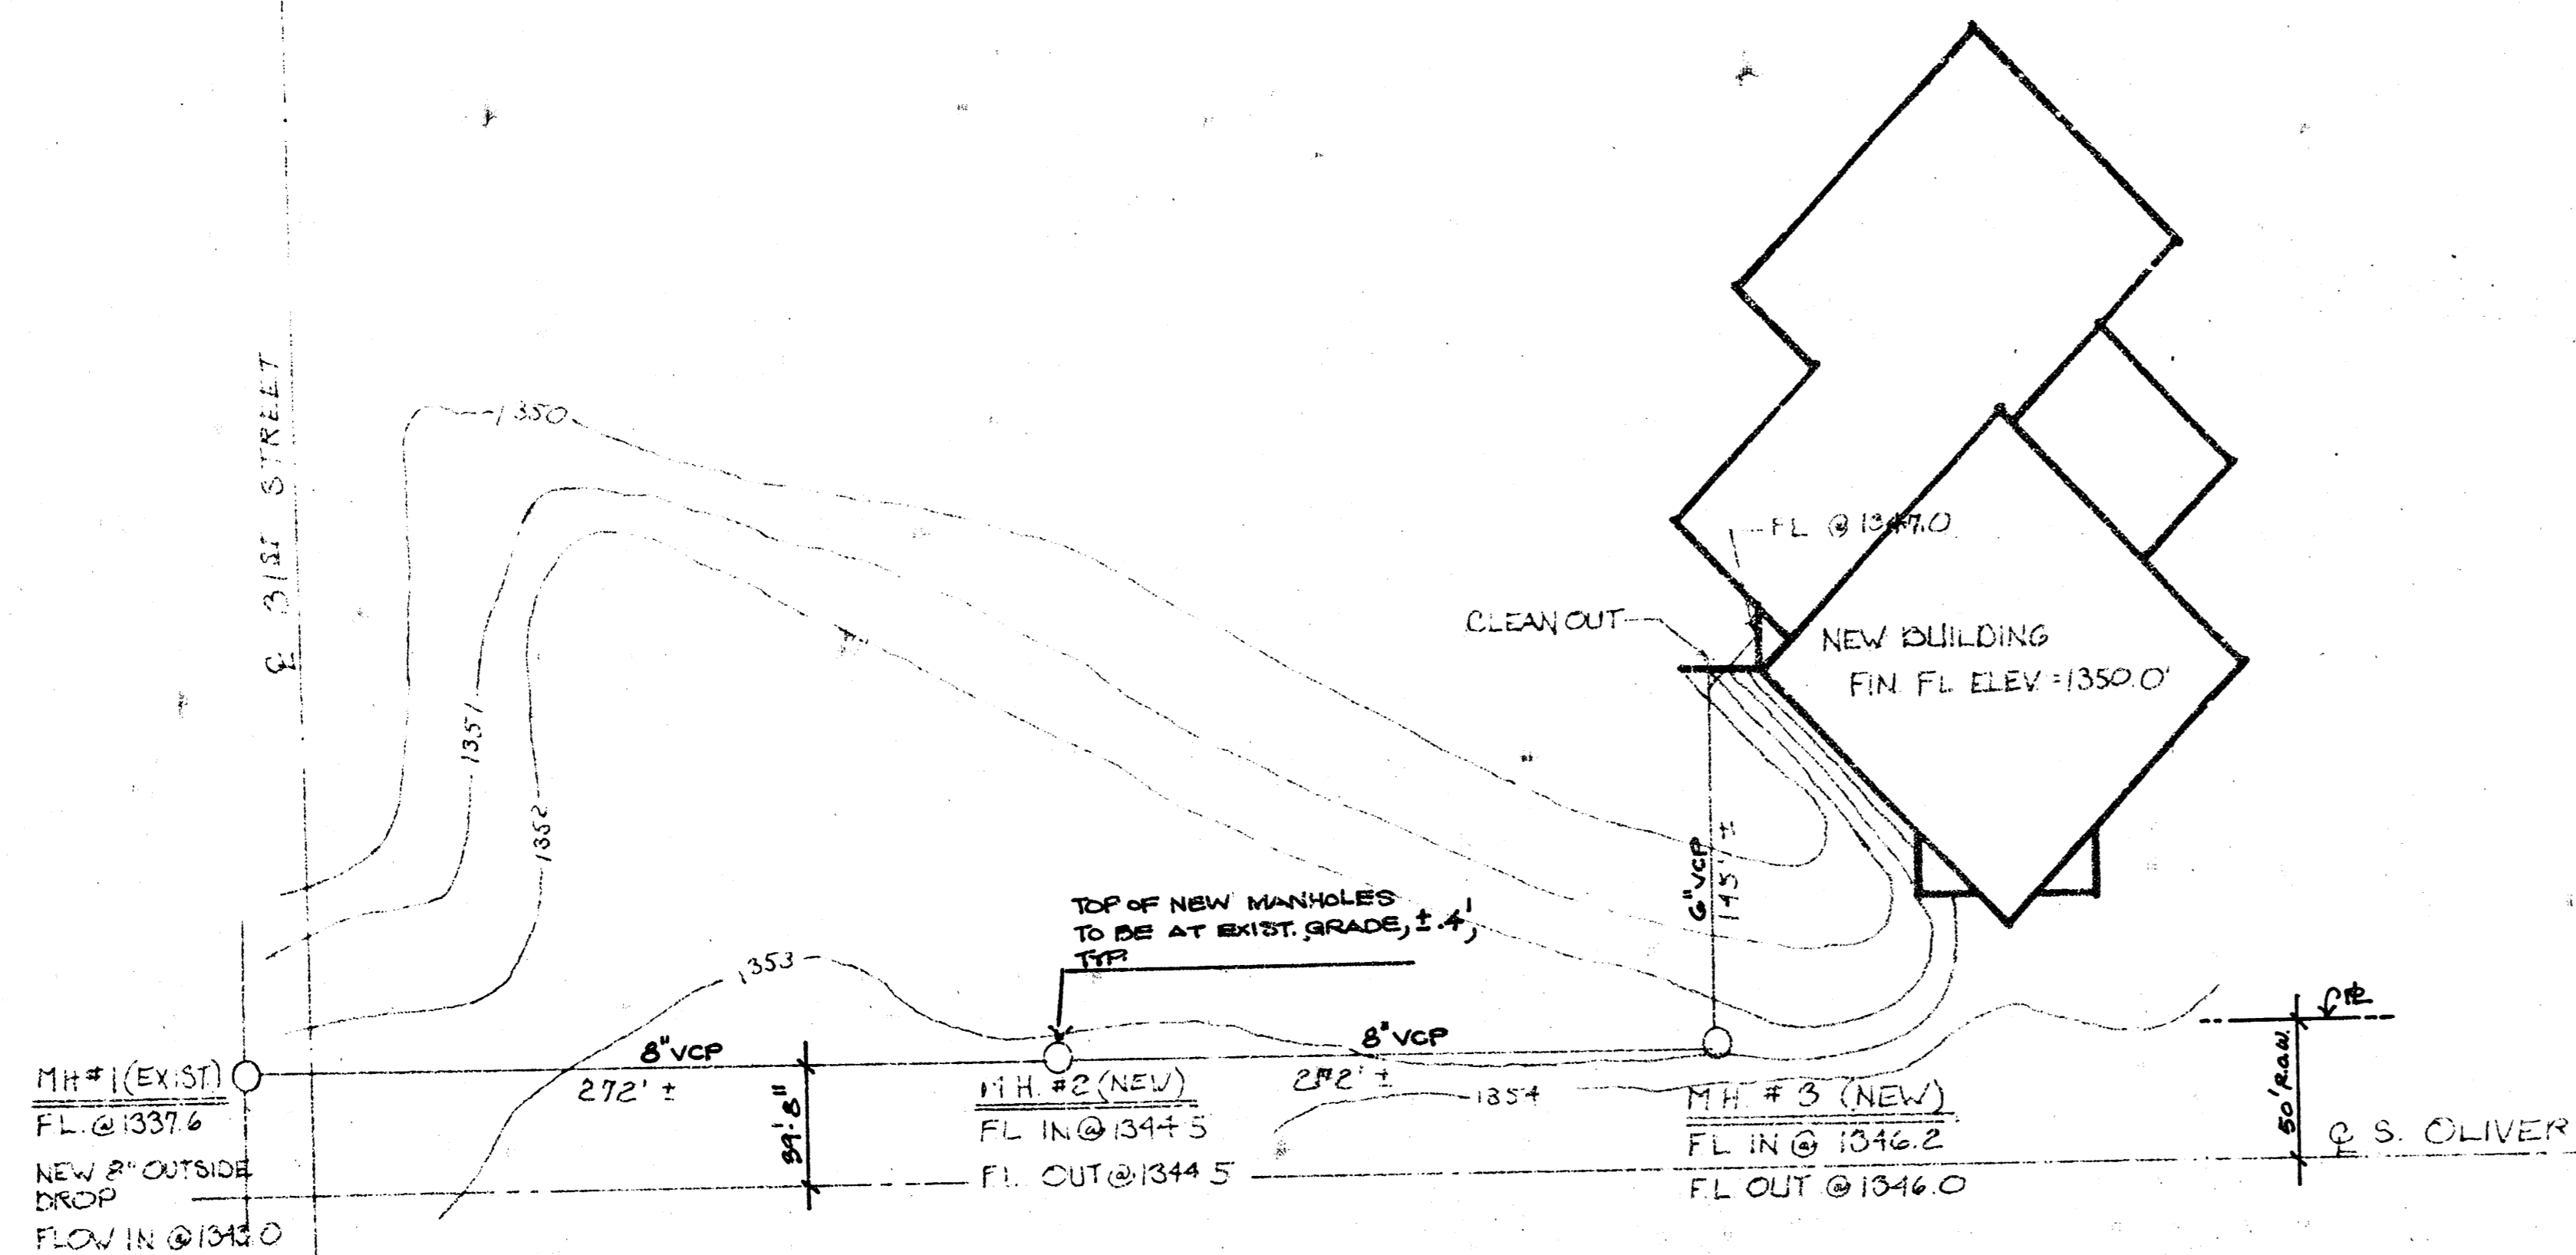 ℄ 31ST STREET
1350
1351
1352
1353
1354
FL @ 1347.0
CLEAN OUT
NEW BUILDING
FIN. FL ELEV. = 1350.0'
6" VCP
145' ±
TOP OF NEW MANHOLES
TO BE AT EXIST. GRADE, ±.4',
TYP.
8" VCP
272' ±
8" VCP
272' ±
39'-8"
MH #1 (EXIST)
FL. @ 1337.6
NEW 8" OUTSIDE
DROP
FLOW IN @ 1343.0
M.H. #2 (NEW)
FL IN @ 1344.5
FL. OUT @ 1344.5
M.H. # 3 (NEW)
FL IN @ 1346.2
F.L OUT @ 1346.0
℄ S. OLIVER
50' R.O.W.
PL